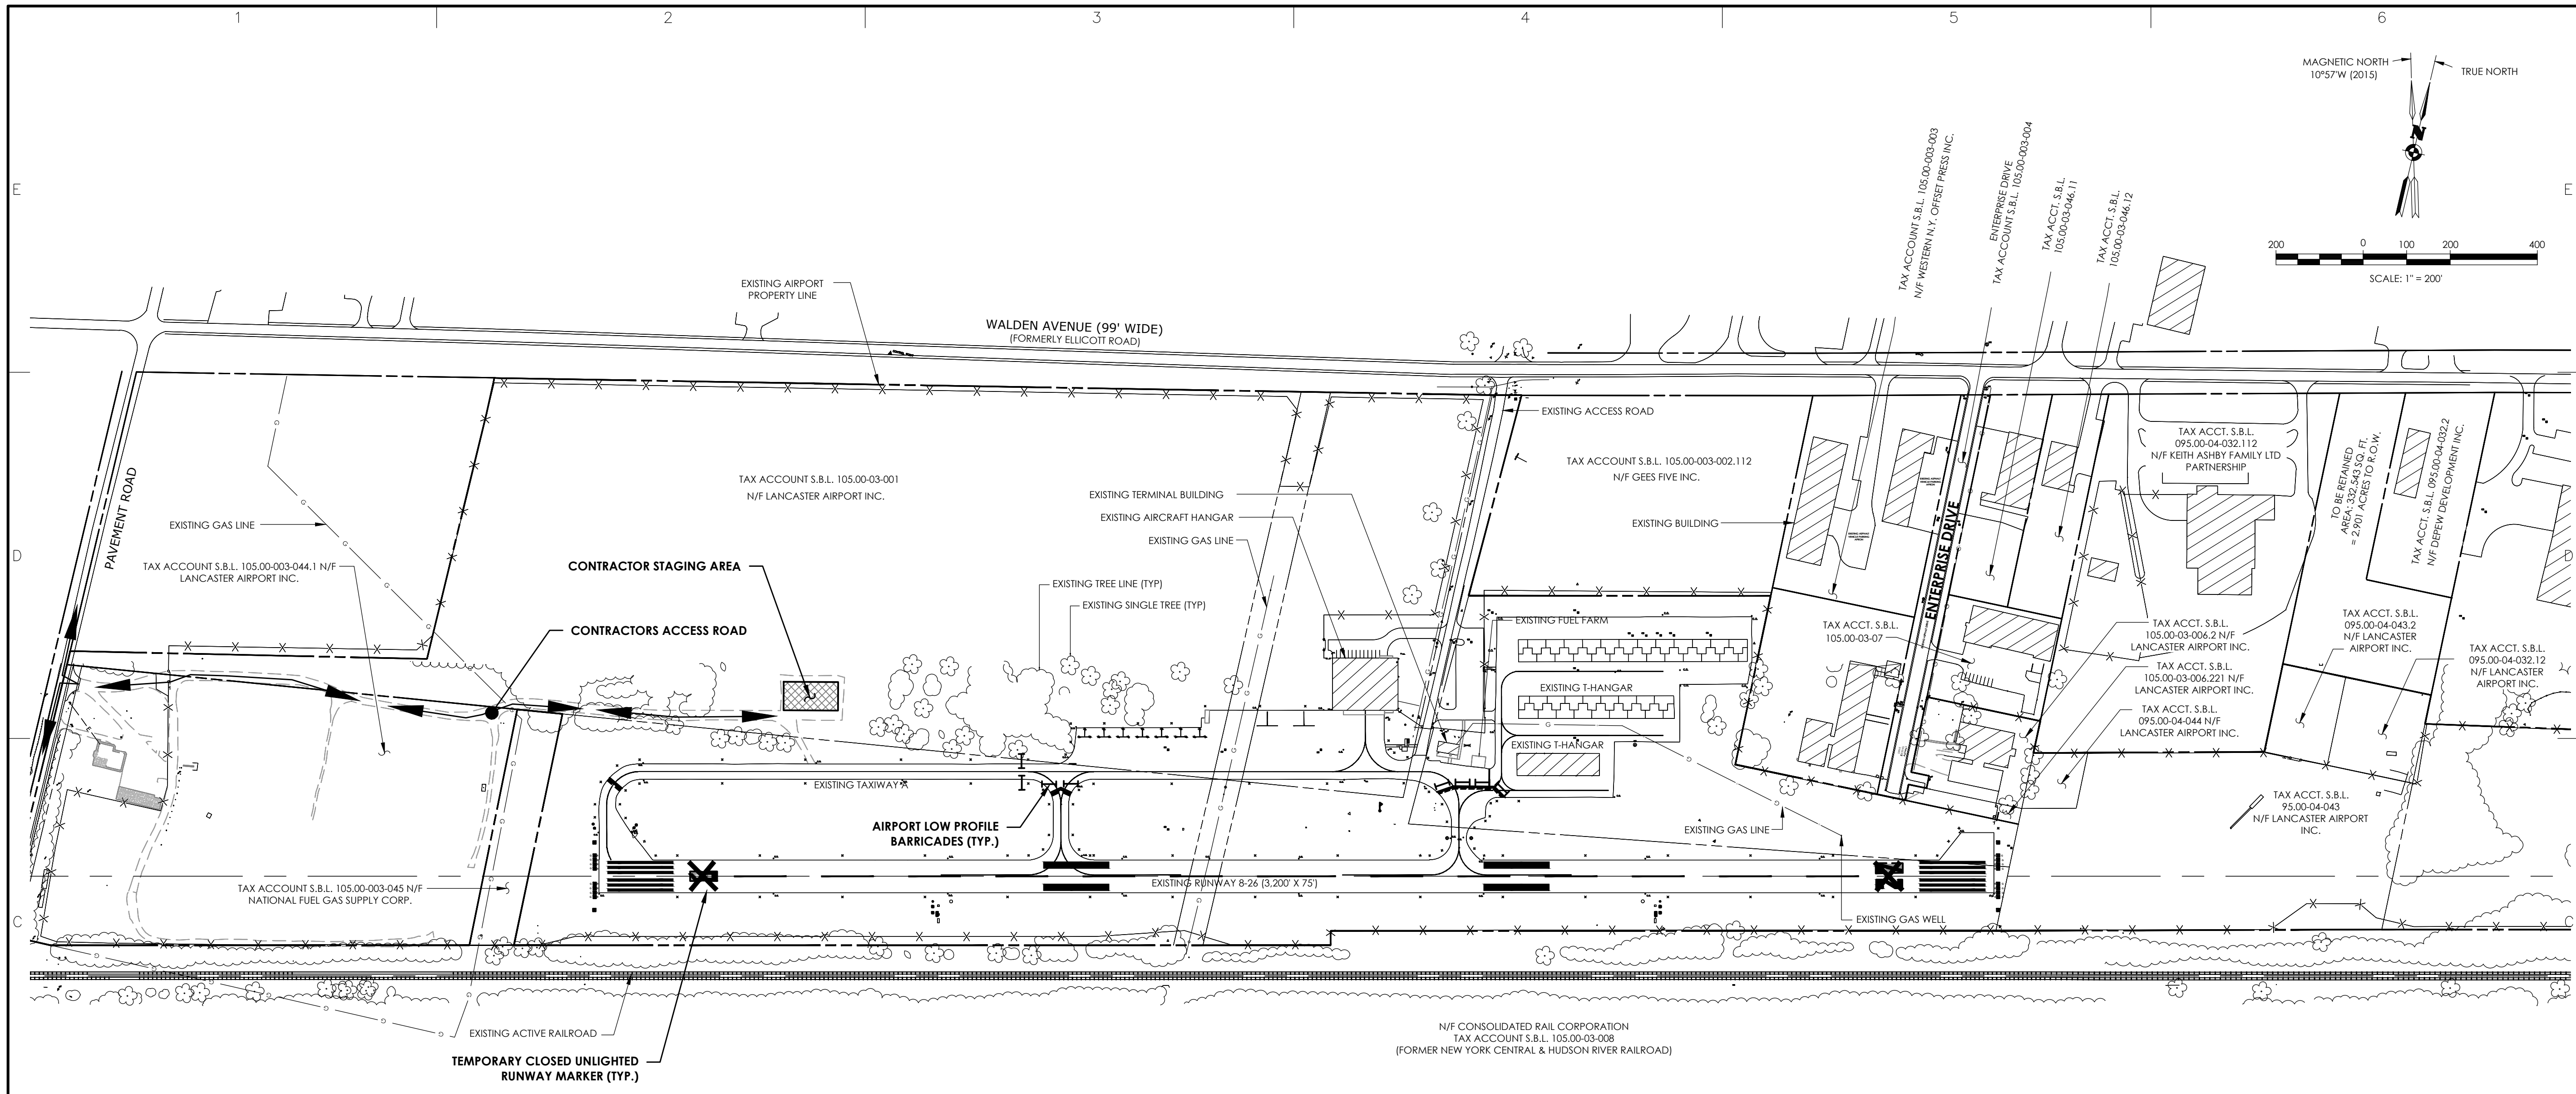 1
2
3
4
5
6
MAGNETIC NORTH
10°57'W (2015)
TRUE NORTH
N
E
E
200
0
100
200
400
SCALE: 1" = 200'
TAX ACCOUNT S.B.L. 105.00-003-003
N/F WESTERN N.Y. OFFSET PRESS INC.
ENTERPRISE DRIVE
TAX ACCOUNT S.B.L. 105.00-003-004
TAX ACCT. S.B.L.
105.00-03-046.11
TAX ACCT. S.B.L.
105.00-03-046.12
EXISTING AIRPORT
PROPERTY LINE
WALDEN AVENUE (99' WIDE)
(FORMERLY ELLICOTT ROAD)
EXISTING ACCESS ROAD
PAVEMENT ROAD
TAX ACCOUNT S.B.L. 105.00-03-001
N/F LANCASTER AIRPORT INC.
TAX ACCOUNT S.B.L. 105.00-003-002.112
N/F GEES FIVE INC.
TAX ACCT. S.B.L.
095.00-04-032.112
N/F KEITH ASHBY FAMILY LTD
PARTNERSHIP
TO BE RETAINED
AREA: 332,543 SQ. FT.
= 2.901 ACRES TO R.O.W.
TAX ACCT. S.B.L. 095.00-04-032.2
N/F DEPEW DEVELOPMENT INC.
EXISTING TERMINAL BUILDING
EXISTING AIRCRAFT HANGAR
EXISTING GAS LINE
EXISTING BUILDING
EXISTING GAS LINE
D
D
TAX ACCOUNT S.B.L. 105.00-003-044.1 N/F
LANCASTER AIRPORT INC.
CONTRACTOR STAGING AREA
ENTERPRISE DRIVE
EXISTING TREE LINE (TYP)
EXISTING SINGLE TREE (TYP)
CONTRACTORS ACCESS ROAD
EXISTING FUEL FARM
TAX ACCT. S.B.L.
105.00-03-07
TAX ACCT. S.B.L.
105.00-03-006.2 N/F
LANCASTER AIRPORT INC.
TAX ACCT. S.B.L.
095.00-04-043.2
N/F LANCASTER
AIRPORT INC.
TAX ACCT. S.B.L.
095.00-04-032.12
N/F LANCASTER
AIRPORT INC.
TAX ACCT. S.B.L.
105.00-03-006.221 N/F
LANCASTER AIRPORT INC.
EXISTING T-HANGAR
TAX ACCT. S.B.L.
095.00-04-044 N/F
LANCASTER AIRPORT INC.
EXISTING T-HANGAR
EXISTING TAXIWAY A
AIRPORT LOW PROFILE
BARRICADES (TYP.)
EXISTING GAS LINE
TAX ACCT. S.B.L.
95.00-04-043
N/F LANCASTER AIRPORT
INC.
TAX ACCOUNT S.B.L. 105.00-003-045 N/F
NATIONAL FUEL GAS SUPPLY CORP.
EXISTING RUNWAY 8-26 (3,200' X 75')
EXISTING GAS WELL
C
C
EXISTING ACTIVE RAILROAD
TEMPORARY CLOSED UNLIGHTED
RUNWAY MARKER (TYP.)
N/F CONSOLIDATED RAIL CORPORATION
TAX ACCOUNT S.B.L. 105.00-03-008
(FORMER NEW YORK CENTRAL & HUDSON RIVER RAILROAD)